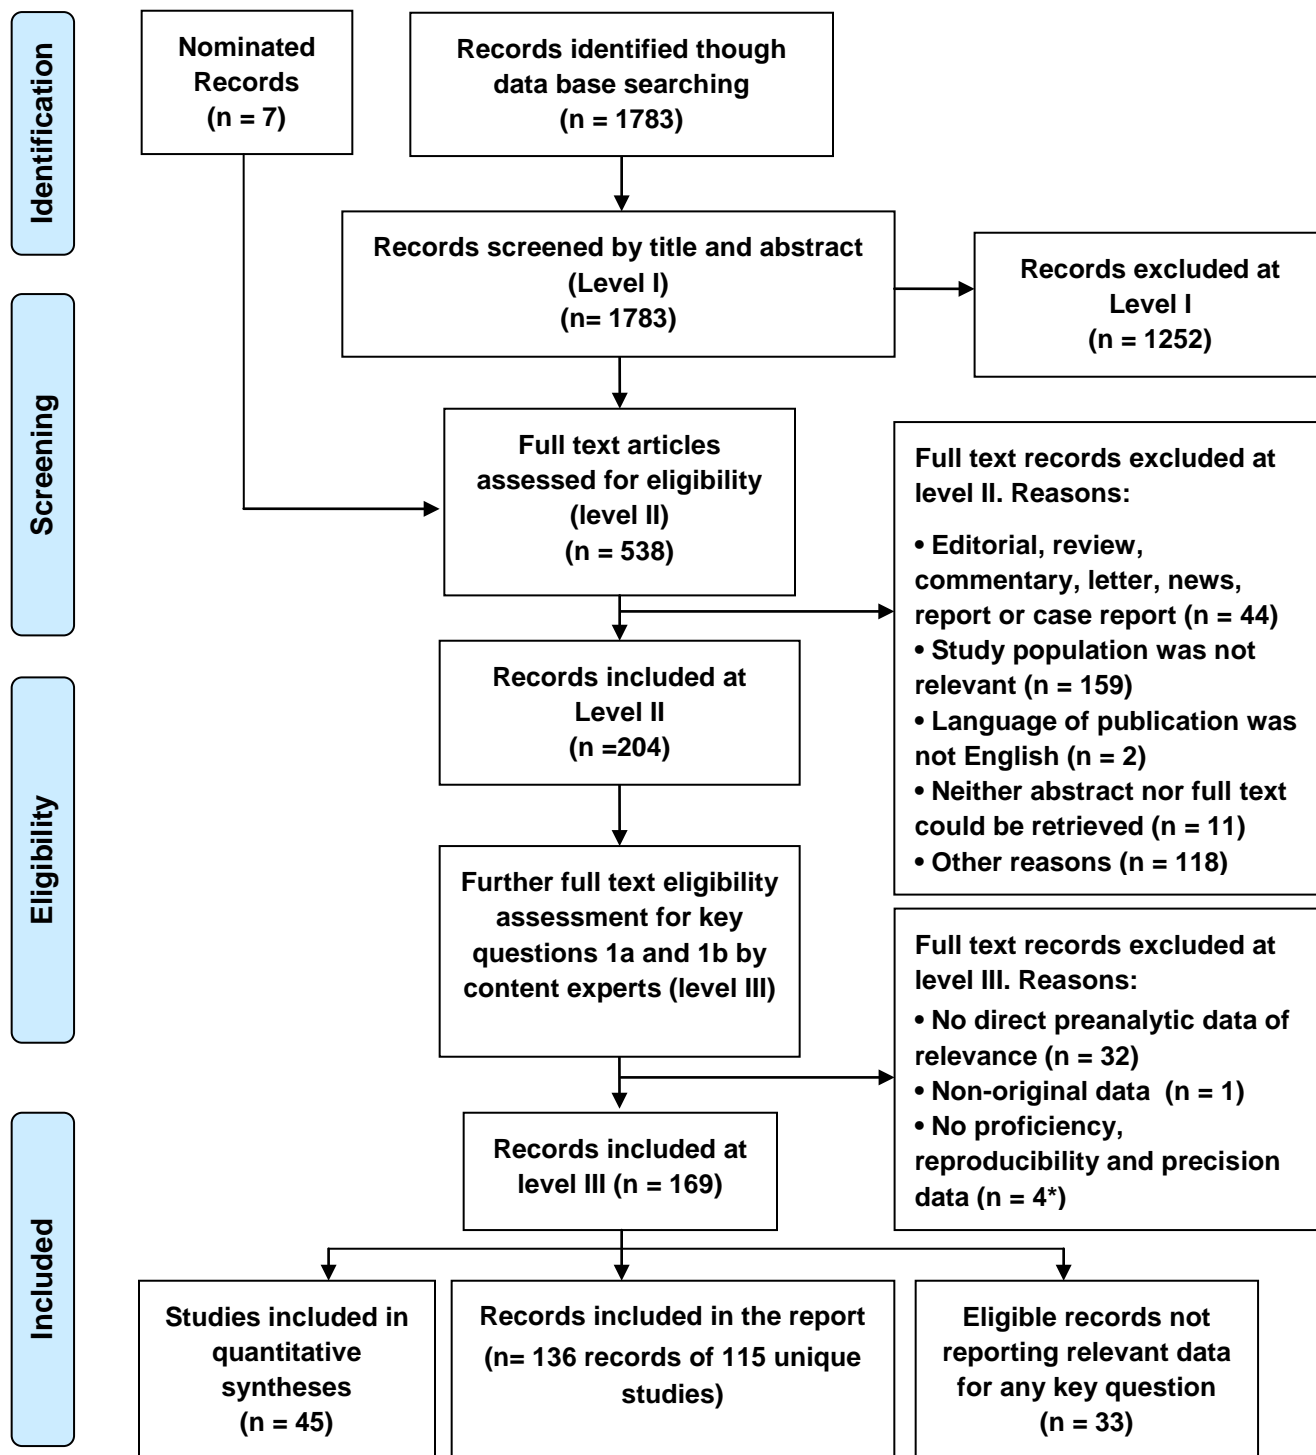 Identification
Nominated
Records
(n = 7)
Records identified though
data base searching
(n = 1783)
Records screened by title and abstract
(Level I)
(n= 1783)
Records excluded at
Level I
(n = 1252)
Screening
Full text articles
assessed for eligibility
(level II)
(n = 538)
Full text records excluded at
level II. Reasons:
• Editorial, review,
commentary, letter, news,
report or case report (n = 44)
• Study population was not
relevant (n = 159)
• Language of publication was
not English (n = 2)
• Neither abstract nor full text
could be retrieved (n = 11)
• Other reasons (n = 118)
Eligibility
Records included at
Level II
(n =204)
Further full text eligibility
assessment for key
questions 1a and 1b by
content experts (level III)
Full text records excluded at
level III. Reasons:
• No direct preanalytic data of
relevance (n = 32)
• Non-original data  (n = 1)
• No proficiency,
reproducibility and precision
data (n = 4*)
Included
Records included at
level III (n = 169)
Studies included in
quantitative
syntheses
(n = 45)
Records included in the report
(n= 136 records of 115 unique
studies)
Eligible records not
reporting relevant data
for any key question
(n = 33)